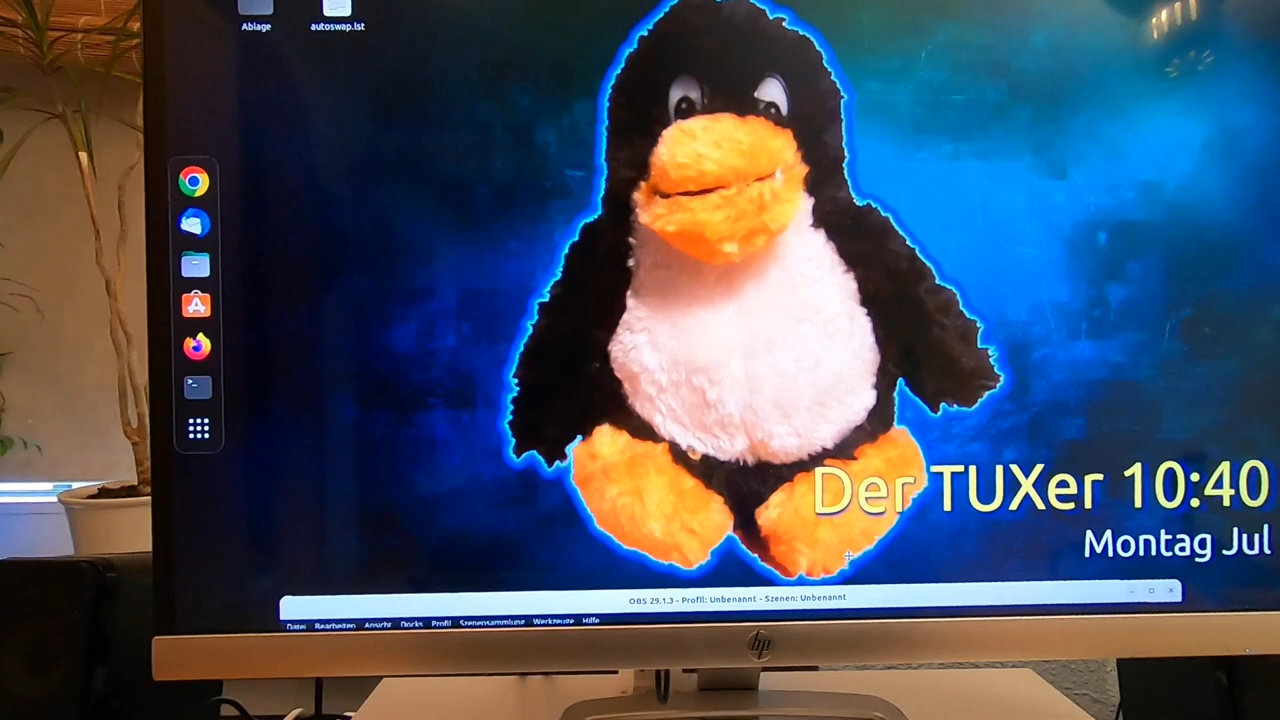 Ablage
autoswap.lst
Der TUXer 10:40
Montag Jul
OBS 29.1.3 - Profil: Unbenannt - Szenen: Unbenannt
Datei Bearbeiten Ansicht Docks Profil Szenensammlung Werkzeuge Hilfe
hp